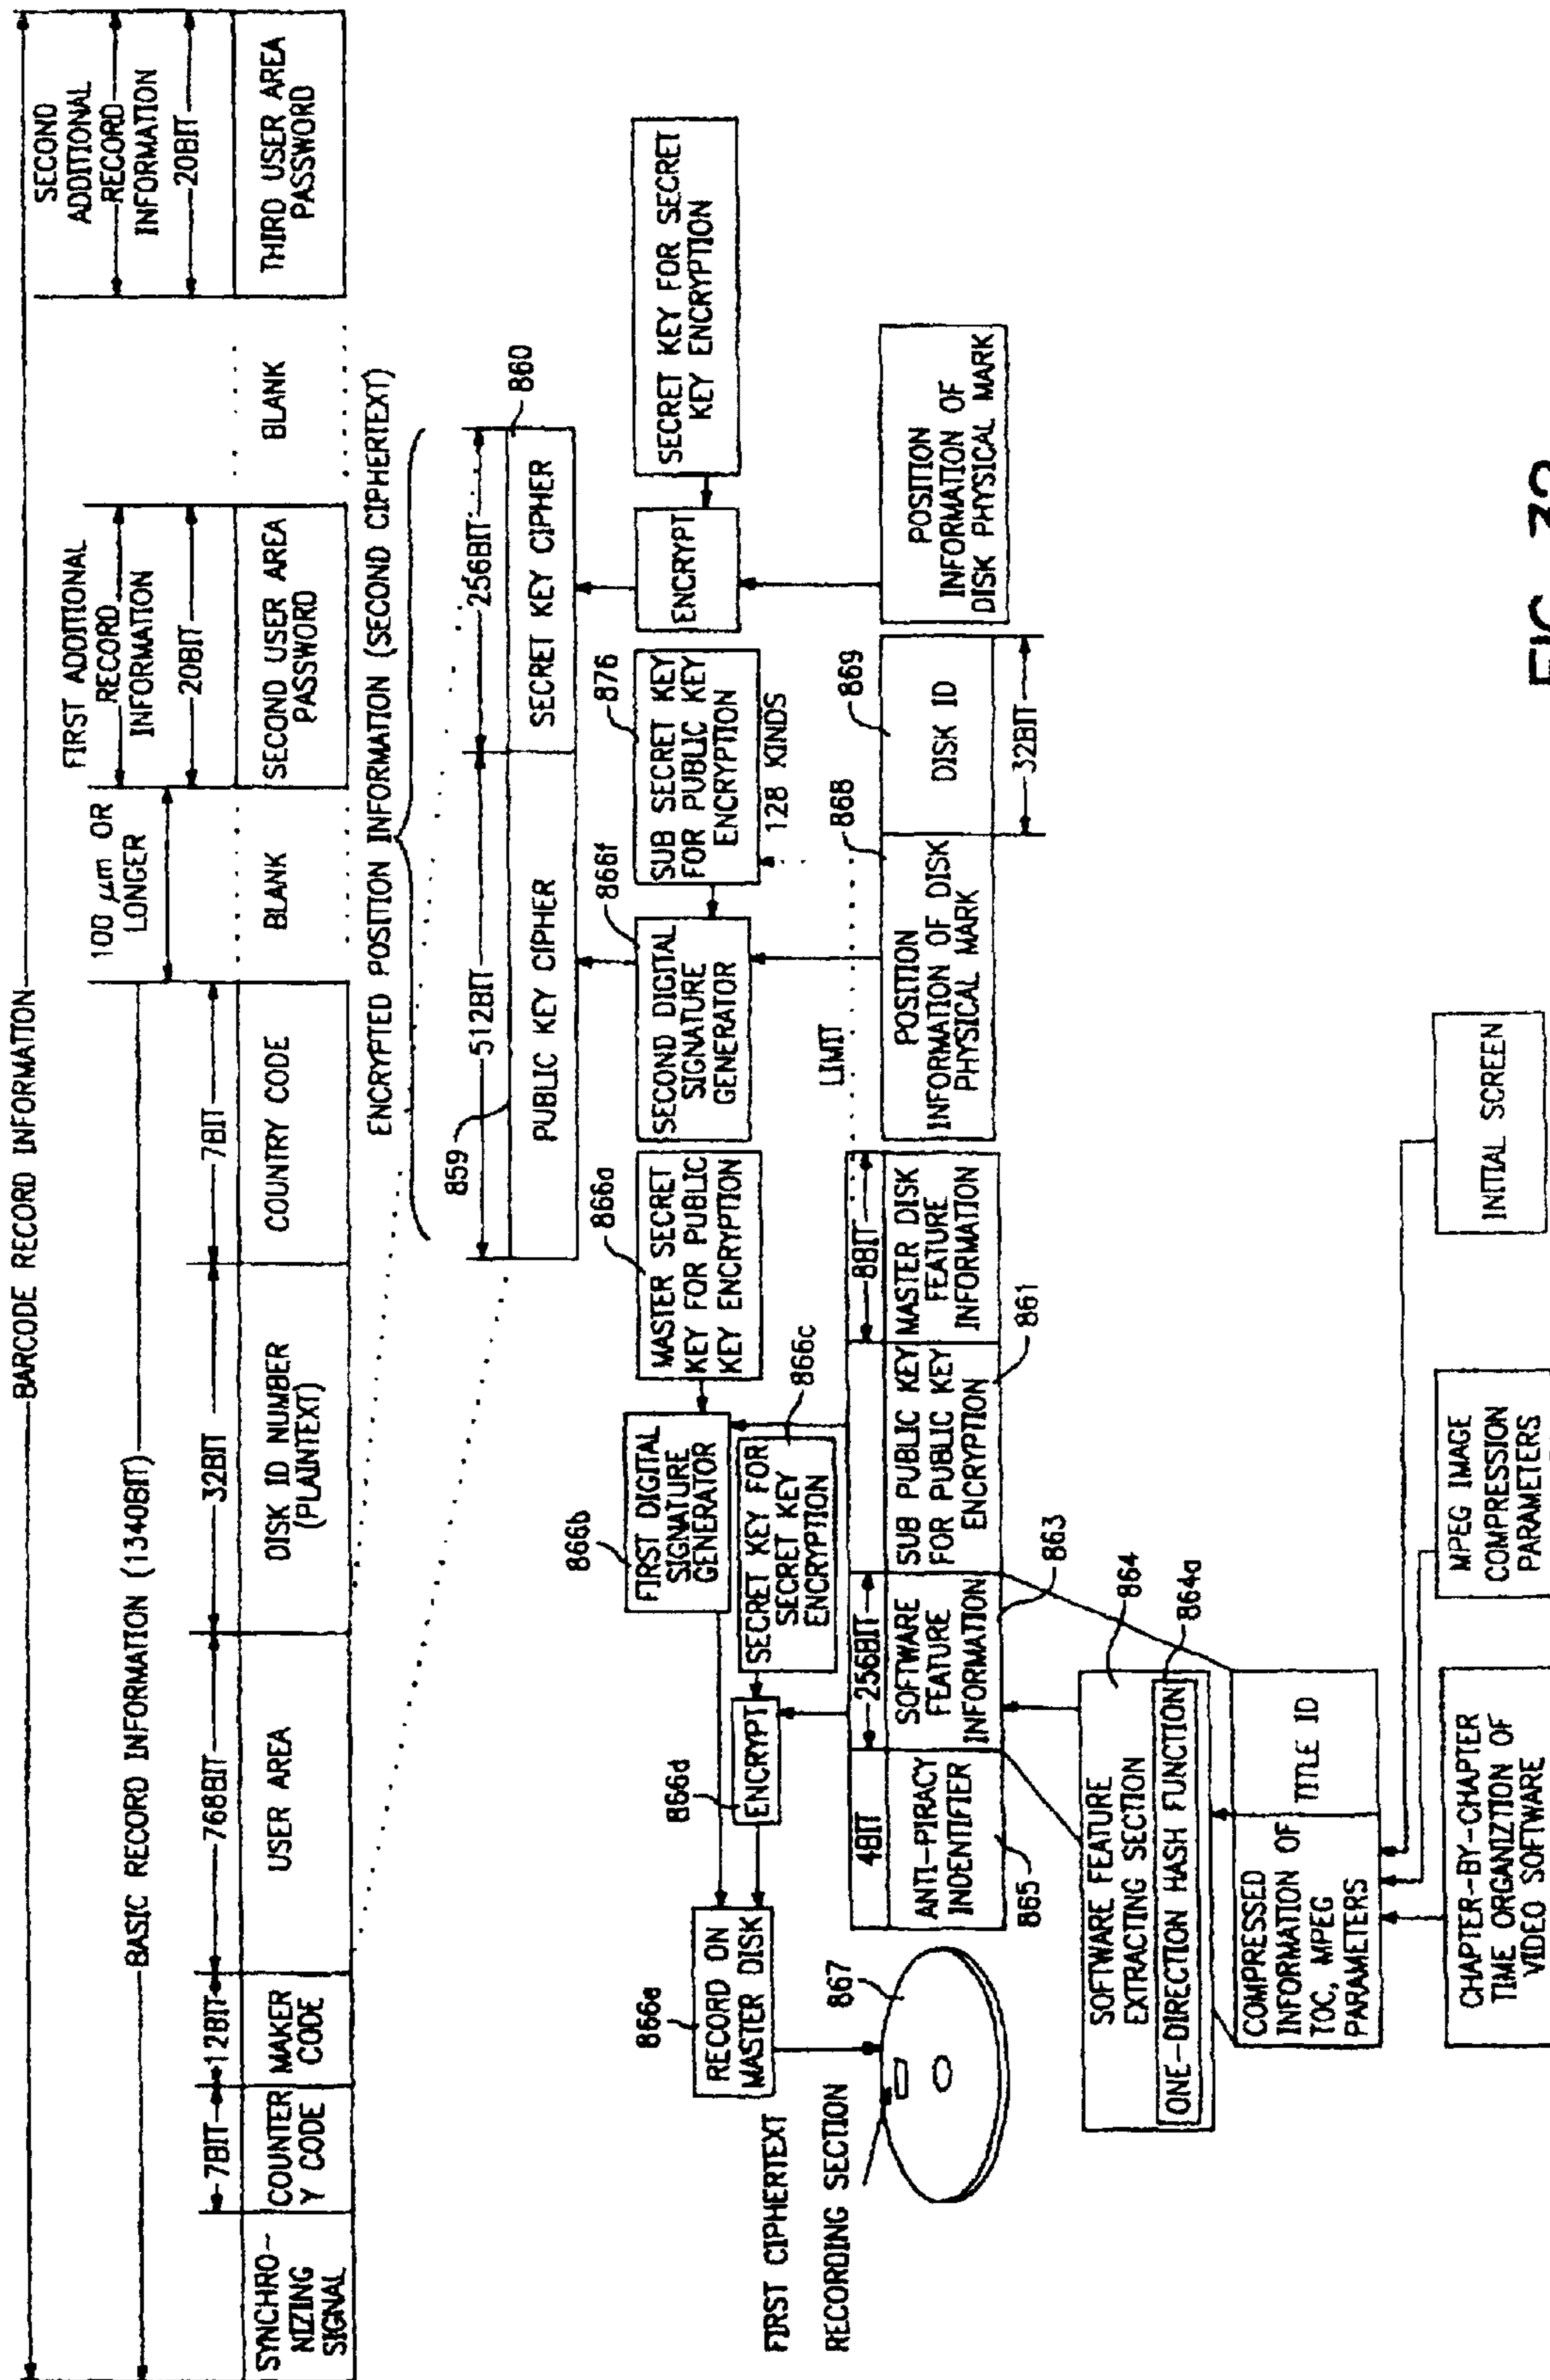 BARCODE RECORD INFORMATION
BASIC RECORD INFORMATION (1340BIT)
SECOND
ADDITIONAL
RECORD
INFORMATION
FIRST ADDITIONAL
RECORD
INFORMATION
100 μm OR
LONGER
7BIT
12BIT
768BIT
32BIT
7BIT
20BIT
20BIT
SYNCHRO-
NIZING
SIGNAL
COUNTER
Y CODE
MAKER
CODE
USER AREA
DISK ID NUMBER
(PLAINTEXT)
COUNTRY CODE
BLANK
SECOND USER AREA
PASSWORD
BLANK
THIRD USER AREA
PASSWORD
ENCRYPTED POSITION INFORMATION (SECOND CIPHERTEXT)
859
512BIT
256BIT
860
PUBLIC KEY CIPHER
SECRET KEY CIPHER
866e
RECORD ON
MASTER DISK
866d
ENCRYPT
866b
FIRST DIGITAL
SIGNATURE
GENERATOR
SECRET KEY FOR
SECRET KEY
ENCRYPTION
866c
866a
MASTER SECRET
KEY FOR PUBLIC
KEY ENCRYPTION
866f
SECOND DIGITAL
SIGNATURE
GENERATOR
876
SUB SECRET KEY
FOR PUBLIC KEY
ENCRYPTION
128 KINDS
ENCRYPT
SECRET KEY FOR SECRET
KEY ENCRYPTION
LIMIT
FIRST CIPHERTEXT
RECORDING SECTION
867
4BIT
256BIT
8BIT
ANTI-PIRACY
INDENTIFIER
865
SOFTWARE
FEATURE
INFORMATION
863
SUB PUBLIC KEY
FOR PUBLIC KEY
ENCRYPTION
861
MASTER DISK
FEATURE
INFORMATION
868
POSITION
INFORMATION OF DISK
PHYSICAL MARK
869
DISK ID
32BIT
POSITION
INFORMATION OF
DISK PHYSICAL MARK
SOFTWARE FEATURE
EXTRACTING SECTION
864
ONE-DIRECTION HASH FUNCTION
864a
COMPRESSED
INFORMATION OF
TOC, MPEG
PARAMETERS
TITLE ID
CHAPTER-BY-CHAPTER
TIME ORGANIZTION OF
VIDEO SOFTWARE
MPEG IMAGE
COMPRESSION
PARAMETERS
INITIAL SCREEN